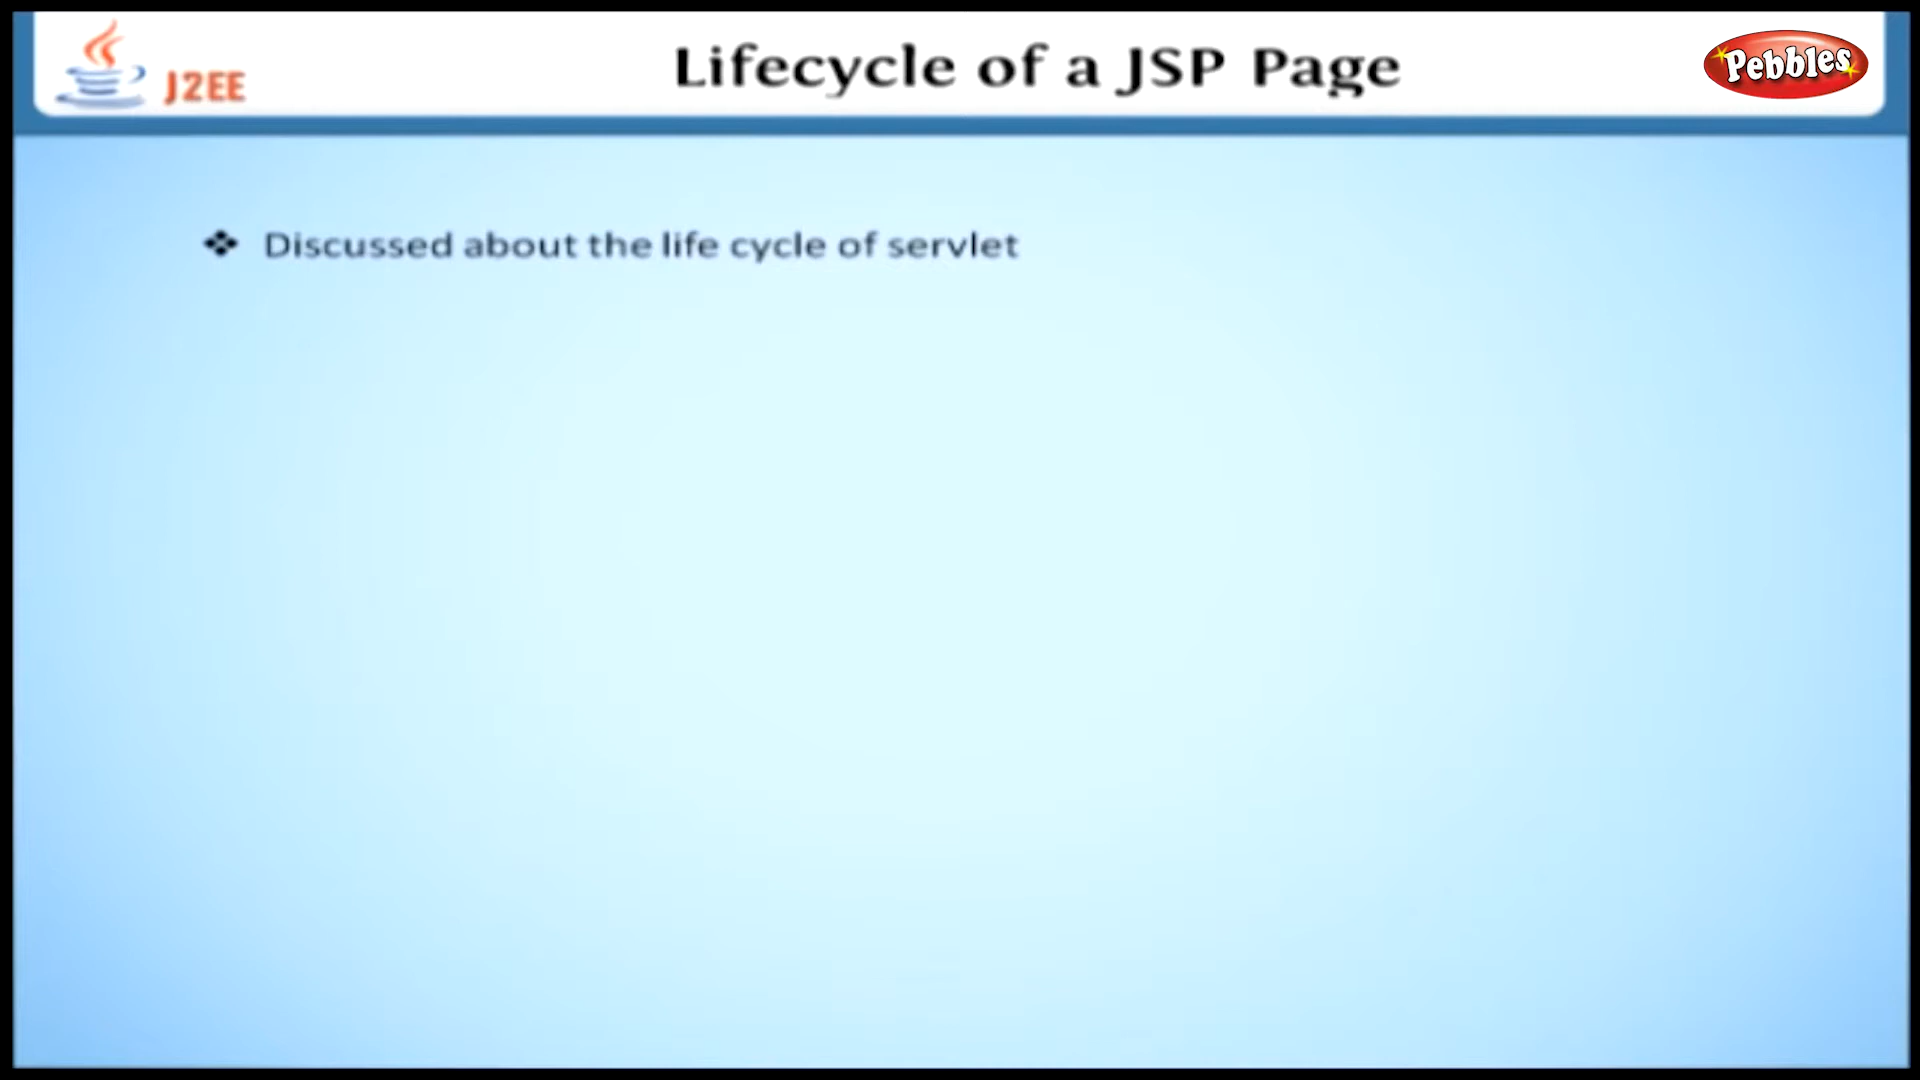 J2EE
Lifecycle of a JSP Page
Pebbles
Discussed about the life cycle of servlet